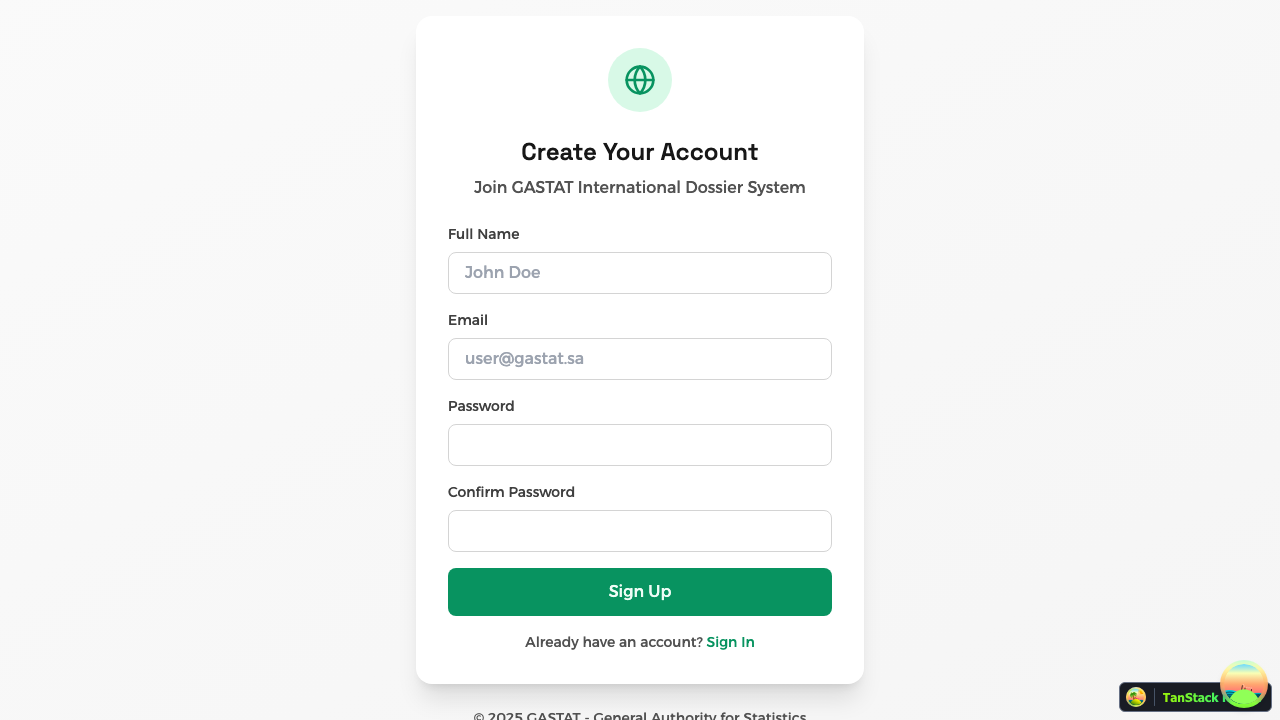 Create Your Account
Join GASTAT International Dossier System
Full Name
John Doe
Email
user@gastat.sa
Password
Confirm Password
Sign Up
Already have an account? Sign In
© 2025 GASTAT - General Authority for Statistics
TanStack